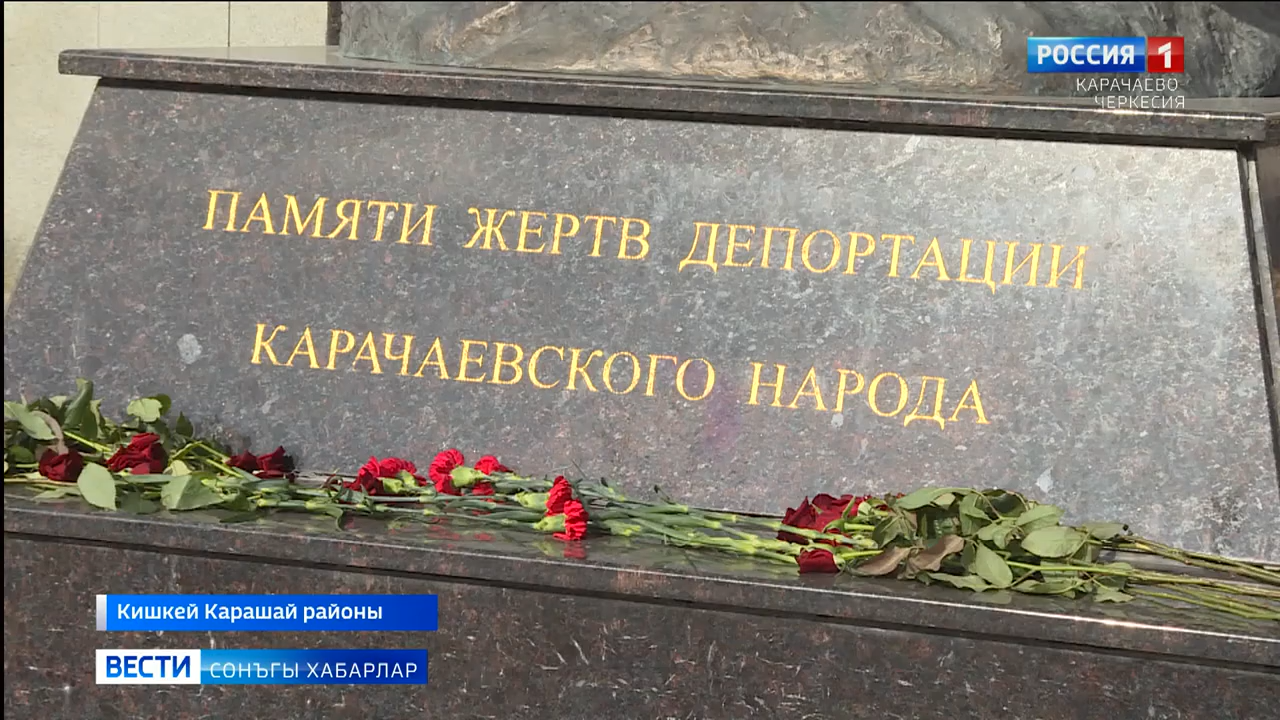 РОССИЯ 1
КАРАЧАЕВО
ЧЕРКЕСИЯ
ПАМЯТИ ЖЕРТВ ДЕПОРТАЦИИ
КАРАЧАЕВСКОГО НАРОДА
Кишкей Карашай районы
ВЕСТИ СОНЪГЫ ХАБАРЛАР